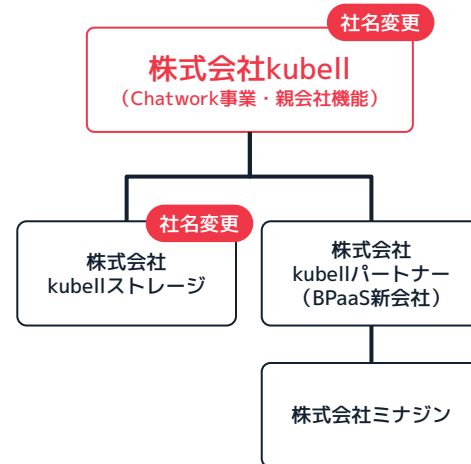 社名変更
株式会社kubell
（Chatwork事業・親会社機能）
社名変更
株式会社
kubellストレージ
株式会社
kubellパートナー
（BPaaS新会社）
株式会社ミナジン